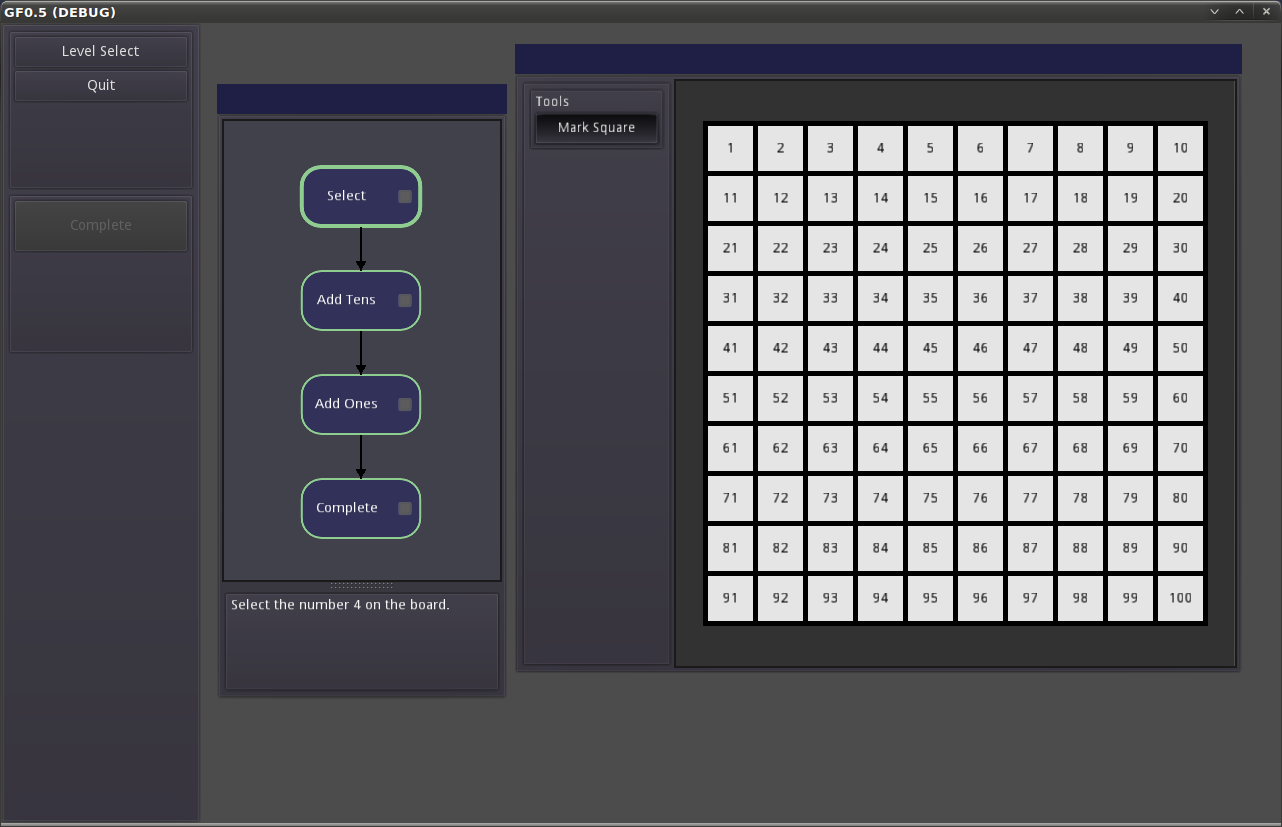 GF0.5 (DEBUG)
Level Select
Quit
Complete
Select
Add Tens
Add Ones
Complete
Select the number 4 on the board.
Tools
Mark Square
1 2 3 4 5 6 7 8 9 10
11 12 13 14 15 16 17 18 19 20
21 22 23 24 25 26 27 28 29 30
31 32 33 34 35 36 37 38 39 40
41 42 43 44 45 46 47 48 49 50
51 52 53 54 55 56 57 58 59 60
61 62 63 64 65 66 67 68 69 70
71 72 73 74 75 76 77 78 79 80
81 82 83 84 85 86 87 88 89 90
91 92 93 94 95 96 97 98 99 100